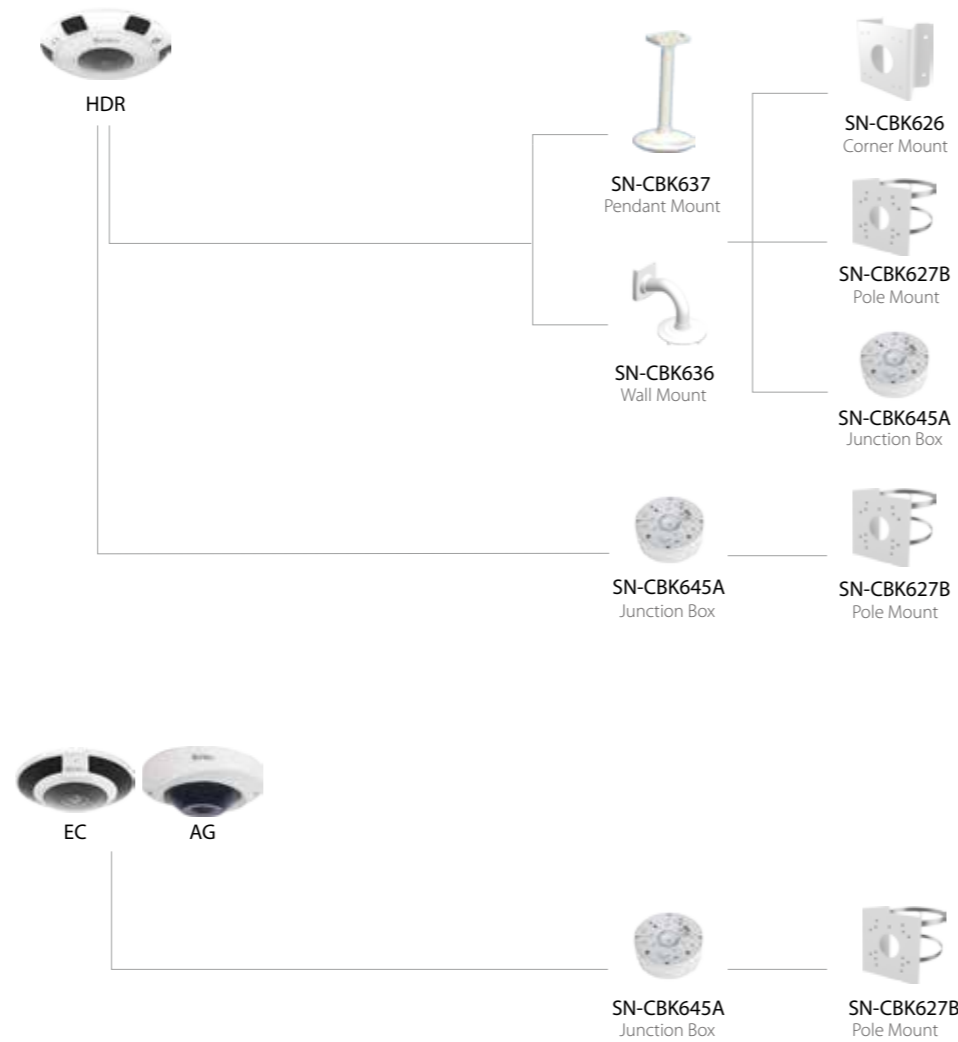 HDR
SN-CBK637
Pendant Mount
SN-CBK626
Corner Mount
SN-CBK627B
Pole Mount
SN-CBK636
Wall Mount
SN-CBK645A
Junction Box
SN-CBK645A
Junction Box
SN-CBK627B
Pole Mount
EC
AG
SN-CBK645A
Junction Box
SN-CBK627B
Pole Mount